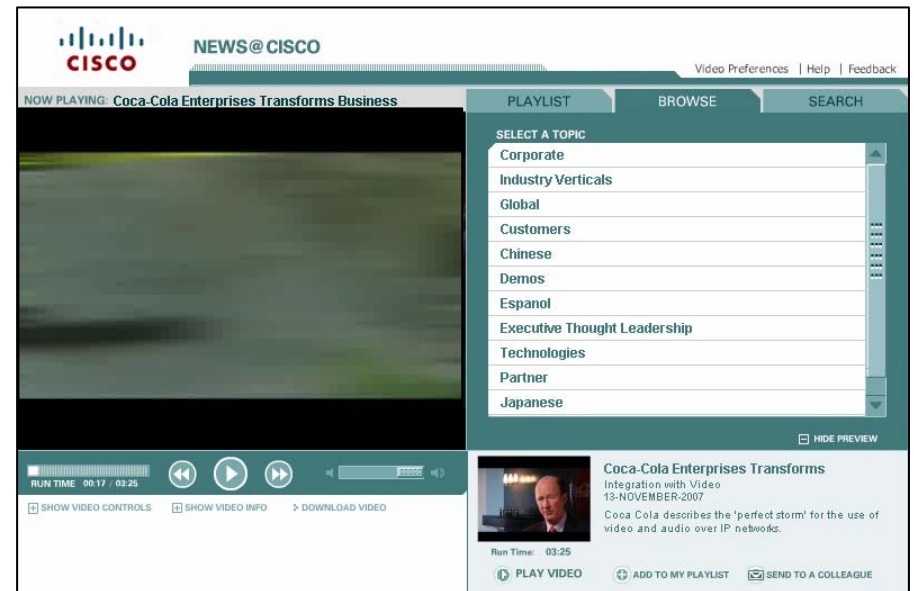 CISCO
NEWS@CISCO
Video Preferences | Help | Feedback
NOW PLAYING: Coca-Cola Enterprises Transforms Business
PLAYLIST
BROWSE
SEARCH
SELECT A TOPIC
Corporate
Industry Verticals
Global
Customers
Chinese
Demos
Espanol
Executive Thought Leadership
Technologies
Partner
Japanese
HIDE PREVIEW
RUN TIME 00:17 / 03:25
SHOW VIDEO CONTROLS
SHOW VIDEO INFO
DOWNLOAD VIDEO
Coca-Cola Enterprises Transforms
Integration with Video
13-NOVEMBER-2007
Coca Cola describes the 'perfect storm' for the use of
video and audio over IP networks.
Run Time: 03:25
PLAY VIDEO
ADD TO MY PLAYLIST
SEND TO A COLLEAGUE